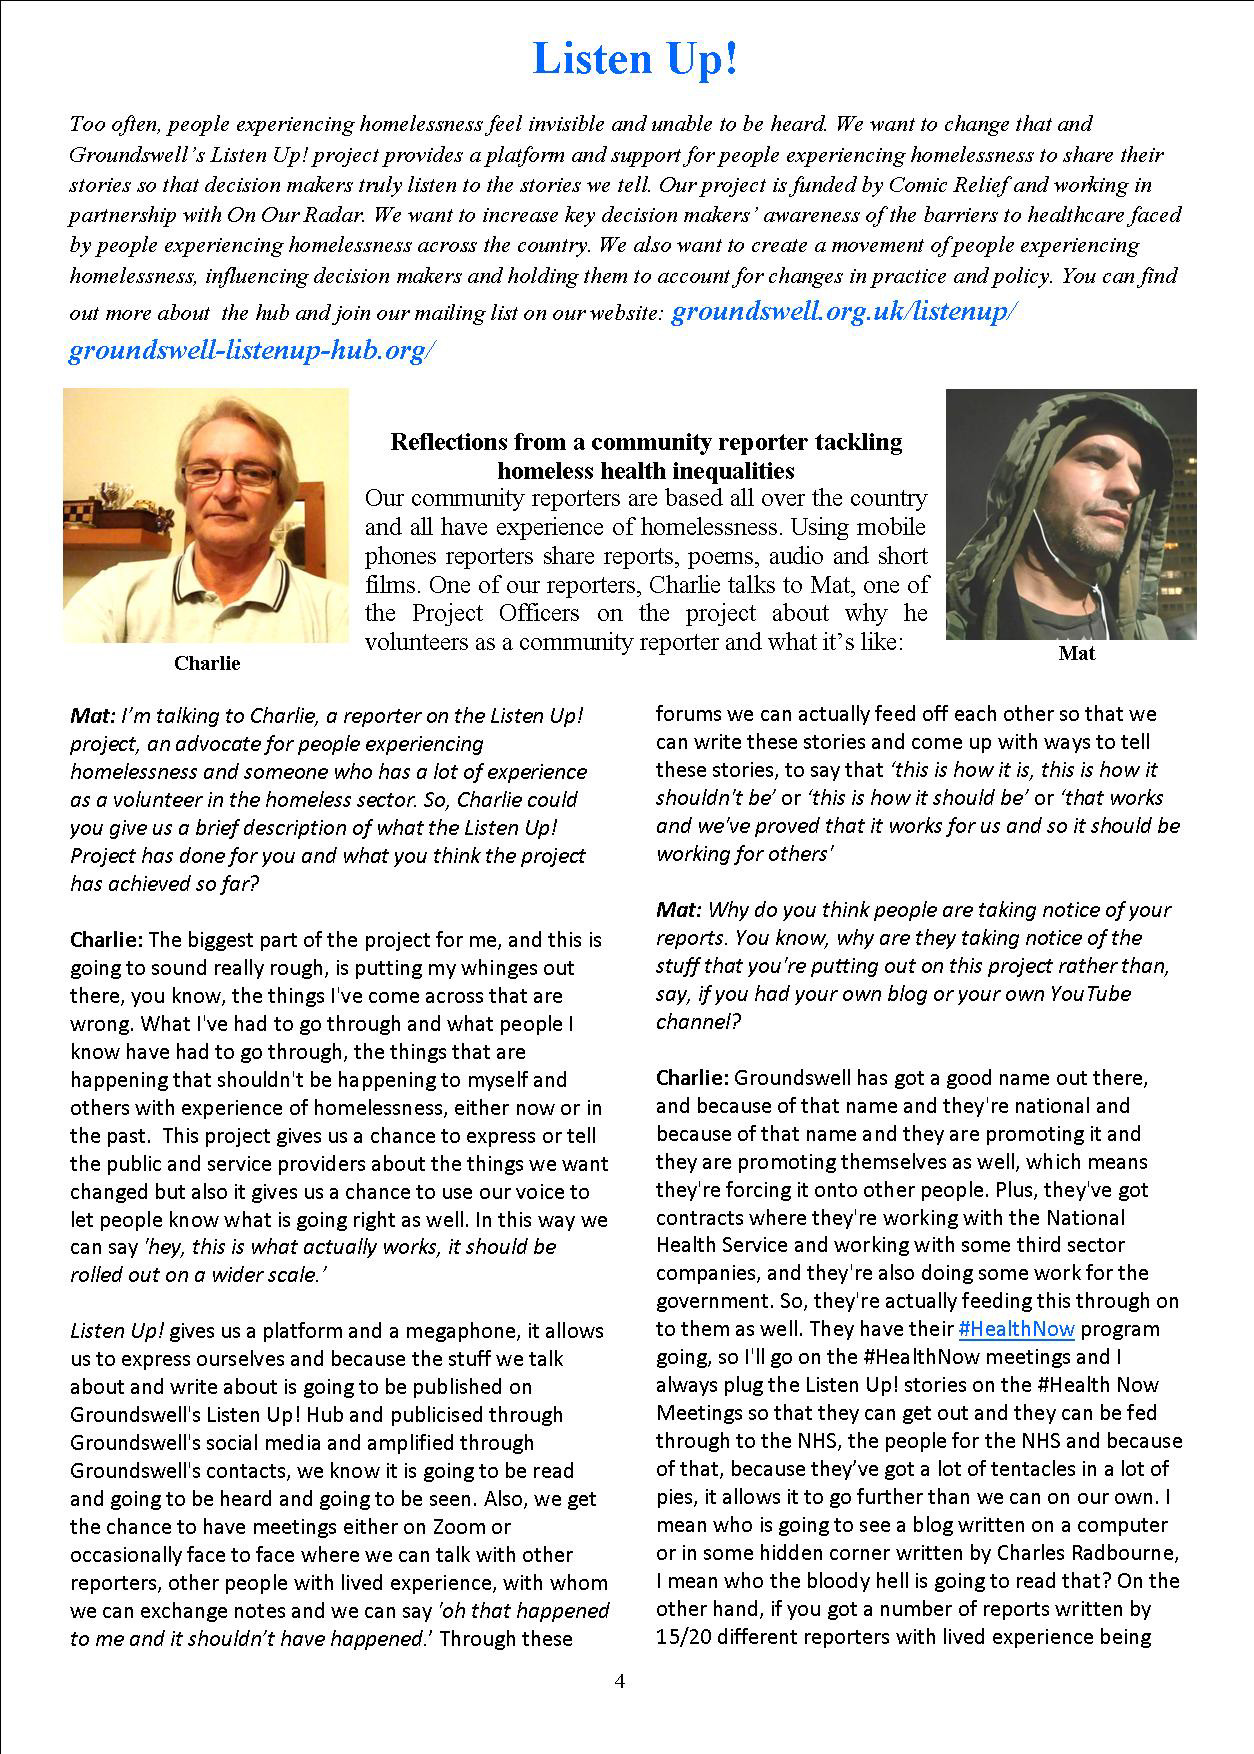 Listen Up!
Too often, people experiencing homelessness feel invisible and unable to be heard. We want to change that and
Groundswell’s Listen Up! project provides a platform and support for people experiencing homelessness to share their
stories so that decision makers truly listen to the stories we tell. Our project is funded by Comic Relief and working in
partnership with On Our Radar. We want to increase key decision makers’ awareness of the barriers to healthcare faced
by people experiencing homelessness across the country. We also want to create a movement of people experiencing
homelessness, influencing decision makers and holding them to account for changes in practice and policy. You can find
out more about  the hub and join our mailing list on our website: groundswell.org.uk/listenup/
groundswell-listenup-hub.org/
Reflections from a community reporter tackling
homeless health inequalities
Our community reporters are based all over the country
and all have experience of homelessness. Using mobile
phones reporters share reports, poems, audio and short
films. One of our reporters, Charlie talks to Mat, one of
the Project Officers on the project about why he
volunteers as a community reporter and what it’s like:
Charlie
Mat
Mat: I’m talking to Charlie, a reporter on the Listen Up!
project, an advocate for people experiencing
homelessness and someone who has a lot of experience
as a volunteer in the homeless sector. So, Charlie could
you give us a brief description of what the Listen Up!
Project has done for you and what you think the project
has achieved so far?
Charlie: The biggest part of the project for me, and this is
going to sound really rough, is putting my whinges out
there, you know, the things I've come across that are
wrong. What I've had to go through and what people I
know have had to go through, the things that are
happening that shouldn't be happening to myself and
others with experience of homelessness, either now or in
the past.  This project gives us a chance to express or tell
the public and service providers about the things we want
changed but also it gives us a chance to use our voice to
let people know what is going right as well. In this way we
can say 'hey, this is what actually works, it should be
rolled out on a wider scale.’
Listen Up! gives us a platform and a megaphone, it allows
us to express ourselves and because the stuff we talk
about and write about is going to be published on
Groundswell's Listen Up! Hub and publicised through
Groundswell's social media and amplified through
Groundswell's contacts, we know it is going to be read
and going to be heard and going to be seen. Also, we get
the chance to have meetings either on Zoom or
occasionally face to face where we can talk with other
reporters, other people with lived experience, with whom
we can exchange notes and we can say 'oh that happened
to me and it shouldn’t have happened.' Through these
forums we can actually feed off each other so that we
can write these stories and come up with ways to tell
these stories, to say that ‘this is how it is, this is how it
shouldn't be’ or ‘this is how it should be’ or ‘that works
and we've proved that it works for us and so it should be
working for others'
Mat: Why do you think people are taking notice of your
reports. You know, why are they taking notice of the
stuff that you're putting out on this project rather than,
say, if you had your own blog or your own YouTube
channel?
Charlie: Groundswell has got a good name out there,
and because of that name and they're national and
because of that name and they are promoting it and
they are promoting themselves as well, which means
they're forcing it onto other people. Plus, they've got
contracts where they're working with the National
Health Service and working with some third sector
companies, and they're also doing some work for the
government. So, they're actually feeding this through on
to them as well. They have their #HealthNow program
going, so I'll go on the #HealthNow meetings and I
always plug the Listen Up! stories on the #Health Now
Meetings so that they can get out and they can be fed
through to the NHS, the people for the NHS and because
of that, because they’ve got a lot of tentacles in a lot of
pies, it allows it to go further than we can on our own. I
mean who is going to see a blog written on a computer
or in some hidden corner written by Charles Radbourne,
I mean who the bloody hell is going to read that? On the
other hand, if you got a number of reports written by
15/20 different reporters with lived experience being
4